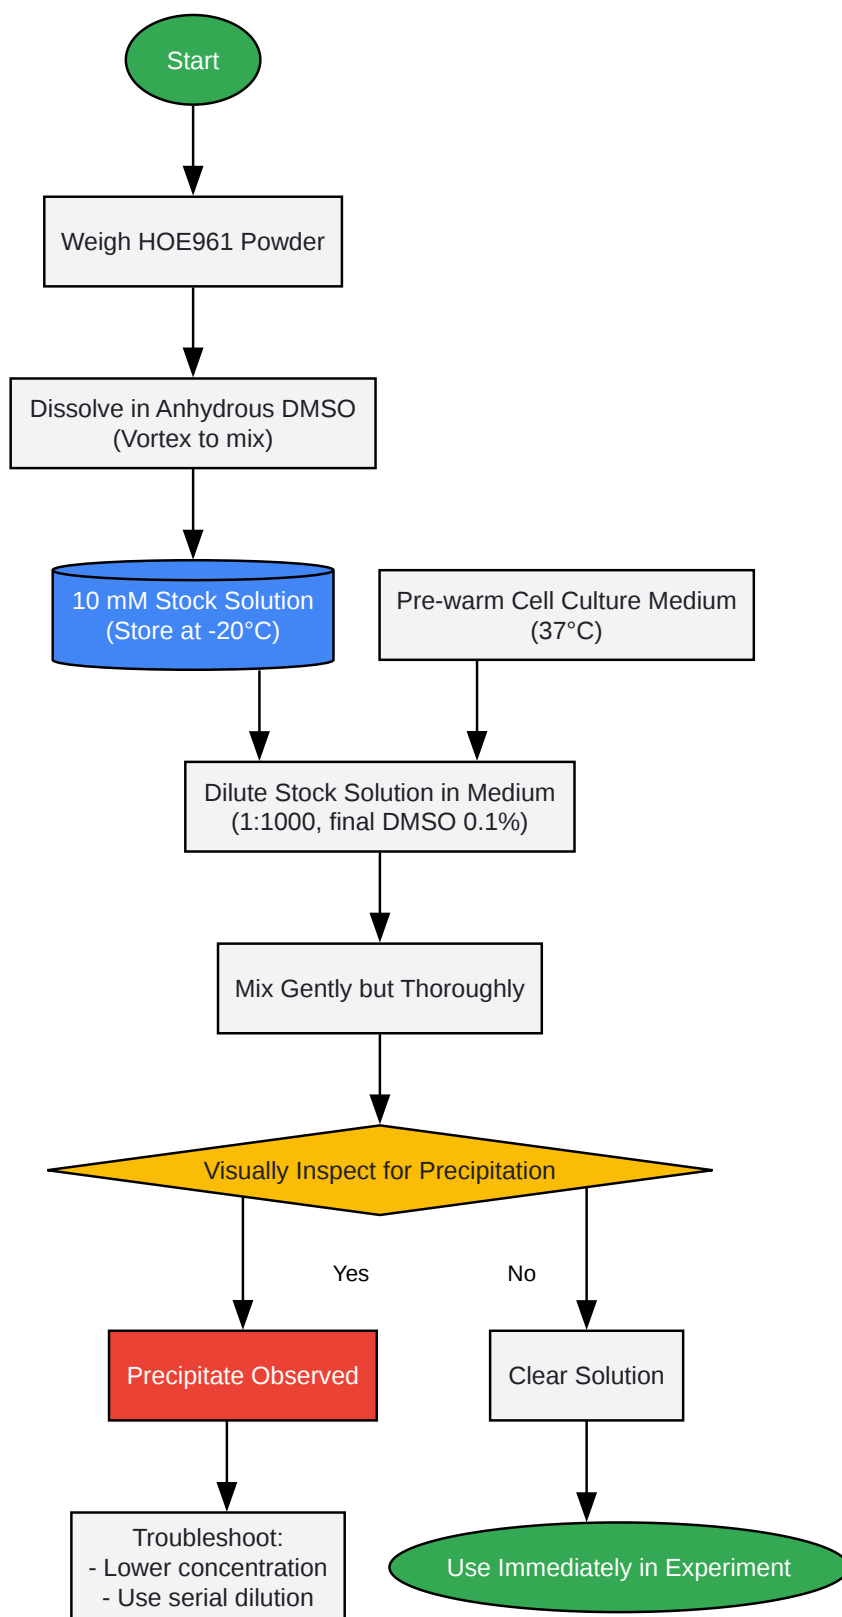 Start
Weigh HOE961 Powder
Dissolve in Anhydrous DMSO
(Vortex to mix)
10 mM Stock Solution
(Store at -20°C)
Pre-warm Cell Culture Medium
(37°C)
Dilute Stock Solution in Medium
(1:1000, final DMSO 0.1%)
Mix Gently but Thoroughly
Visually Inspect for Precipitation
Yes
No
Precipitate Observed
Clear Solution
Troubleshoot:
- Lower concentration
- Use serial dilution
Use Immediately in Experiment